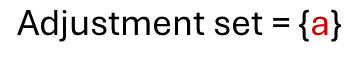 Adjustment set = {a}